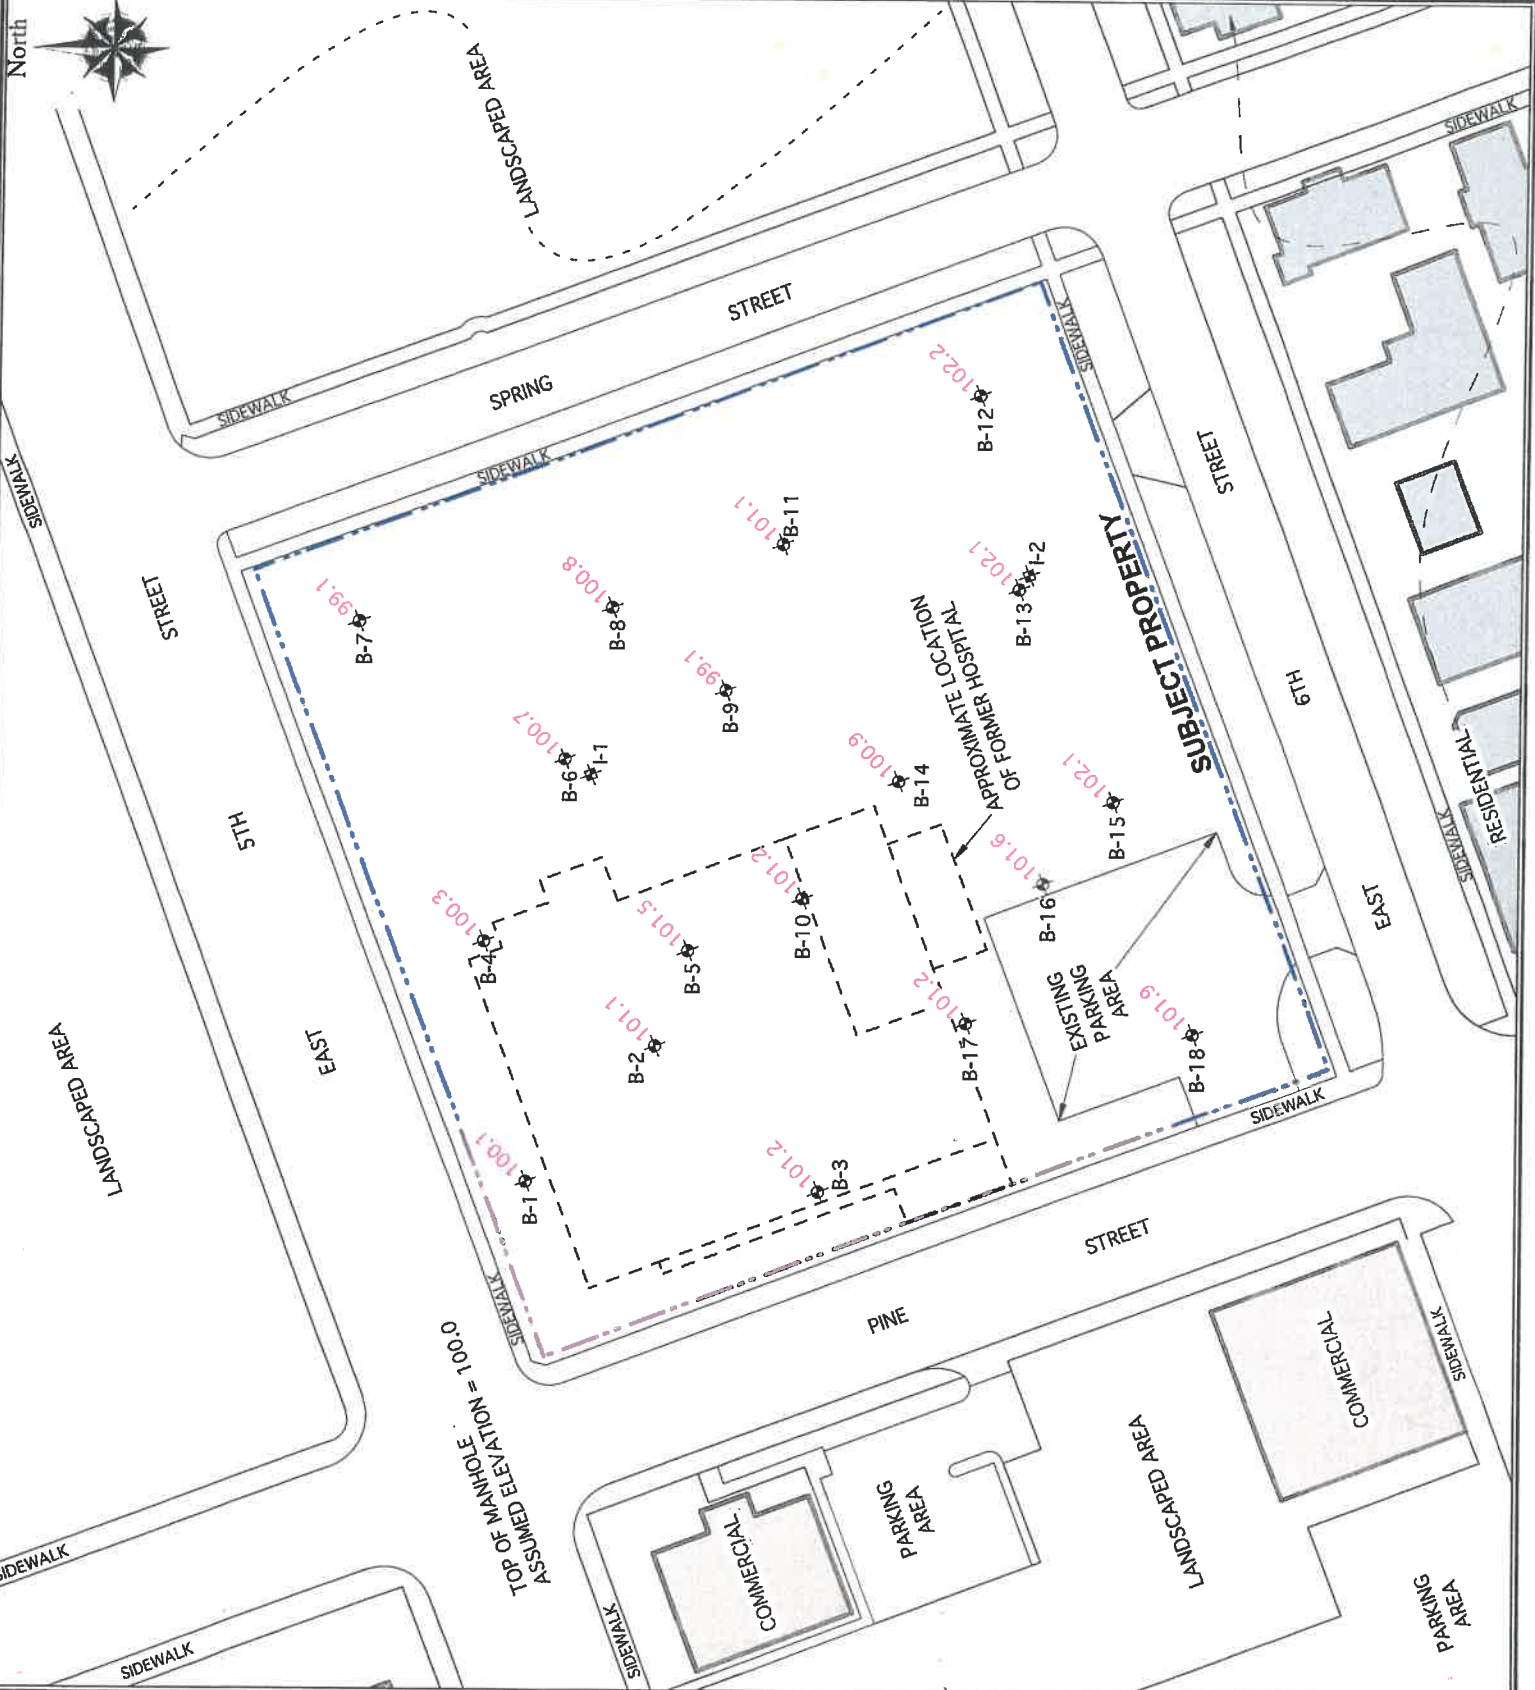 North
LANDSCAPED AREA
SIDEWALK
SIDEWALK
SIDEWALK
STREET
SPRING
STREET
SIDEWALK
SIDEWALK
5TH
EAST
LANDSCAPED AREA
99.1
B-7
100.8
B-8
101.1
B-11
102.2
B-12
99.1
B-9
100.7
B-6
I-1
102.1
B-13
I-2
100.9
B-14
APPROXIMATE LOCATION
OF FORMER HOSPITAL
SUBJECT PROPERTY
102.1
B-15
101.6
B-16
100.3
B-4
101.5
B-5
101.2
B-10
101.1
B-2
101.2
B-17
EXISTING
PARKING
AREA
101.9
B-18
100.1
B-1
101.2
B-3
SIDEWALK
SIDEWALK
STREET
6TH
EAST
STREET
PINE
SIDEWALK
RESIDENTIAL
TOP OF MANHOLE
ASSUMED ELEVATION = 100.0
SIDEWALK
SIDEWALK
SIDEWALK
COMMERCIAL
PARKING
AREA
LANDSCAPED AREA
COMMERCIAL
SIDEWALK
PARKING
AREA